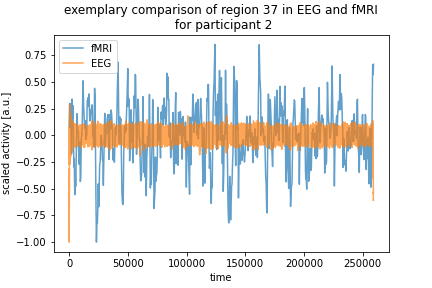 exemplary comparison of region 37 in EEG and fMRI
for participant 2
fMRI
EEG
scaled activity [a.u.]
0.75
0.50
0.25
0.00
−0.25
−0.50
−0.75
−1.00
0
50000
100000
150000
200000
250000
time